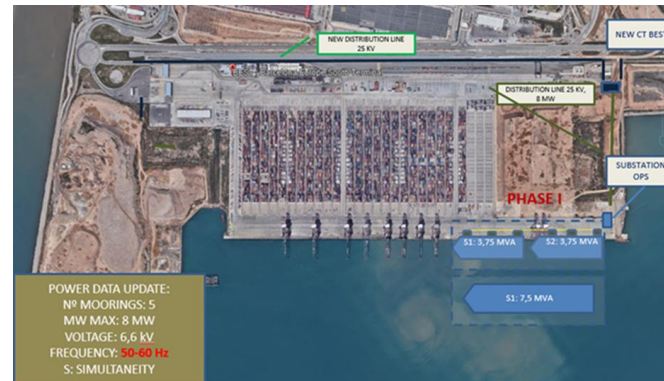 NEW DISTRIBUTION LINE
25 KV
NEW CT BEST
DISTRIBUTION LINE 25 KV,
8 MW
SUBSTATION
OPS
PHASE I
S1: 3,75 MVA
S2: 3,75 MVA
S1: 7,5 MVA
POWER DATA UPDATE:
Nº MOORINGS: 5
MW MAX: 8 MW
VOLTAGE: 6,6 kV
FREQUENCY: 50-60 Hz
S: SIMULTANEITY